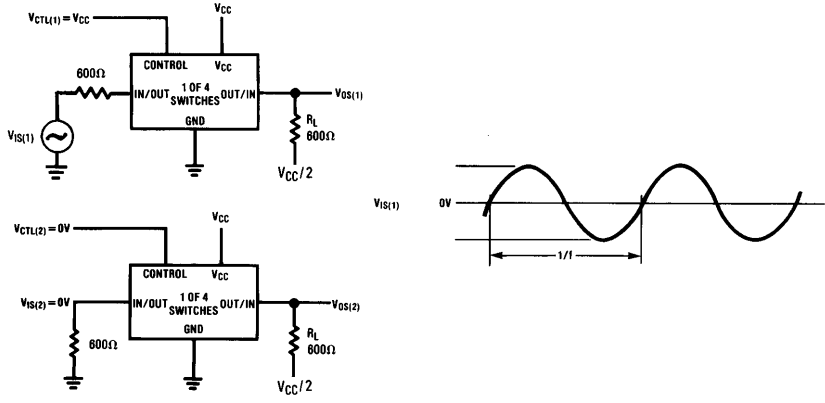 VCTL(1) = VCC
VCC
CONTROL
VCC
600Ω
IN/OUT
1 OF 4
SWITCHES
OUT/IN
VOS(1)
GND
RL
600Ω
VIS(1)
VCC/2
VIS(1)
0V
1/f
VCTL(2) = 0V
VCC
CONTROL
VCC
VIS(2) = 0V
IN/OUT
1 OF 4
SWITCHES
OUT/IN
VOS(2)
GND
600Ω
RL
600Ω
VCC/2